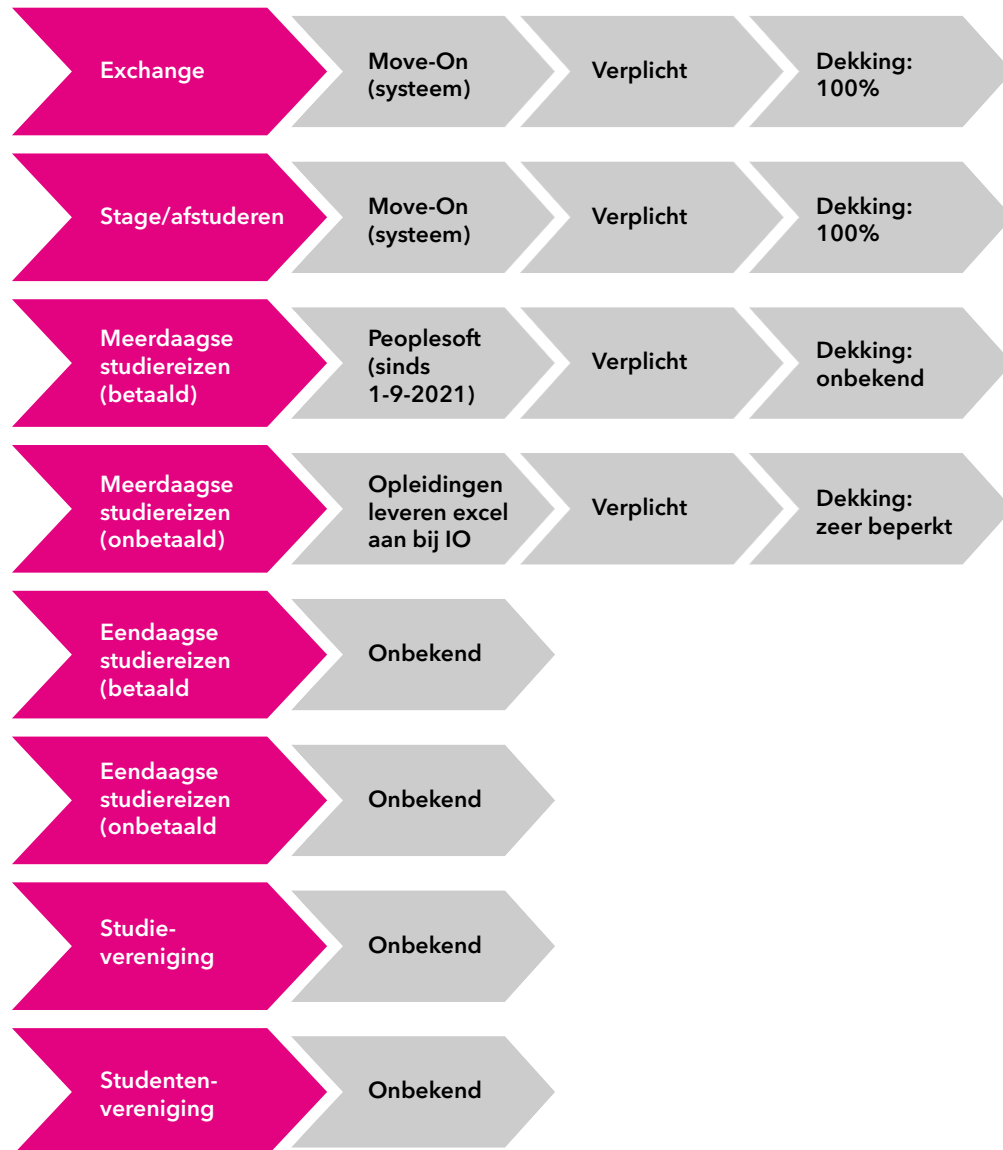 Exchange
Move-On
(systeem)
Verplicht
Dekking:
100%
Stage/afstuderen
Move-On
(systeem)
Verplicht
Dekking:
100%
Meerdaagse
studiereizen
(betaald)
Peoplesoft
(sinds
1-9-2021)
Verplicht
Dekking:
onbekend
Meerdaagse
studiereizen
(onbetaald)
Opleidingen
leveren excel
aan bij IO
Verplicht
Dekking:
zeer beperkt
Eendaagse
studiereizen
(betaald
Onbekend
Eendaagse
studiereizen
(onbetaald
Onbekend
Studie-
vereniging
Onbekend
Studenten-
vereniging
Onbekend